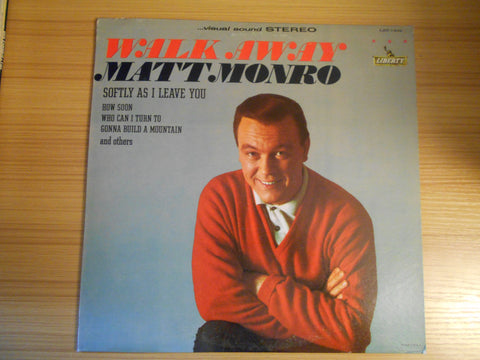 ...visual sound STEREO
WALK AWAY
MATT MONRO
LIBERTY
SOFTLY AS I LEAVE YOU
HOW SOON
WHO CAN I TURN TO
GONNA BUILD A MOUNTAIN
and others